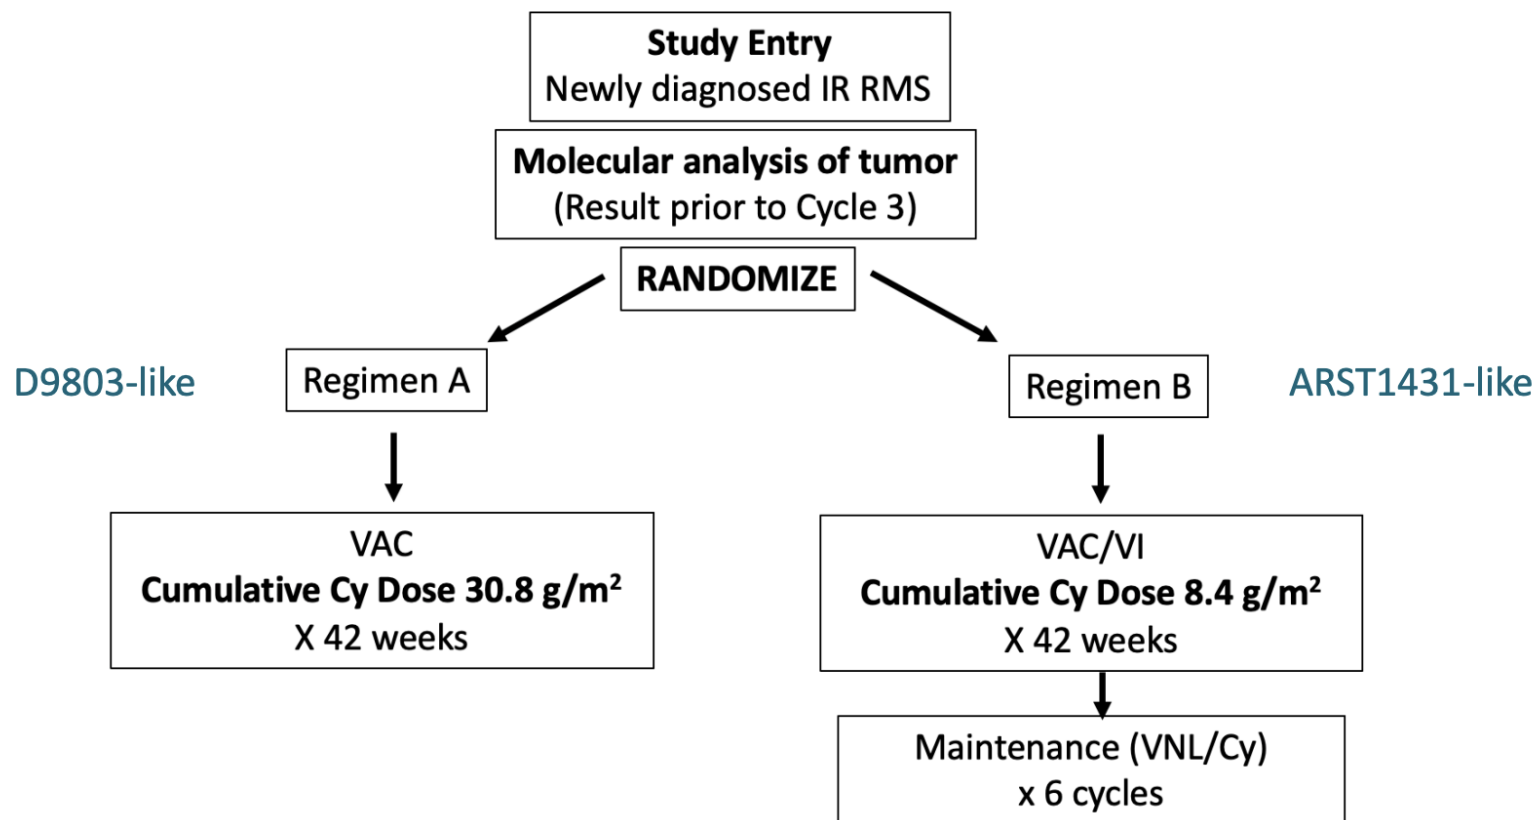 Study Entry
Newly diagnosed IR RMS
Molecular analysis of tumor
(Result prior to Cycle 3)
RANDOMIZE
D9803-like
Regimen A
Regimen B
ARST1431-like
VAC
Cumulative Cy Dose 30.8 g/m²
X 42 weeks
VAC/VI
Cumulative Cy Dose 8.4 g/m²
X 42 weeks
Maintenance (VNL/Cy)
x 6 cycles